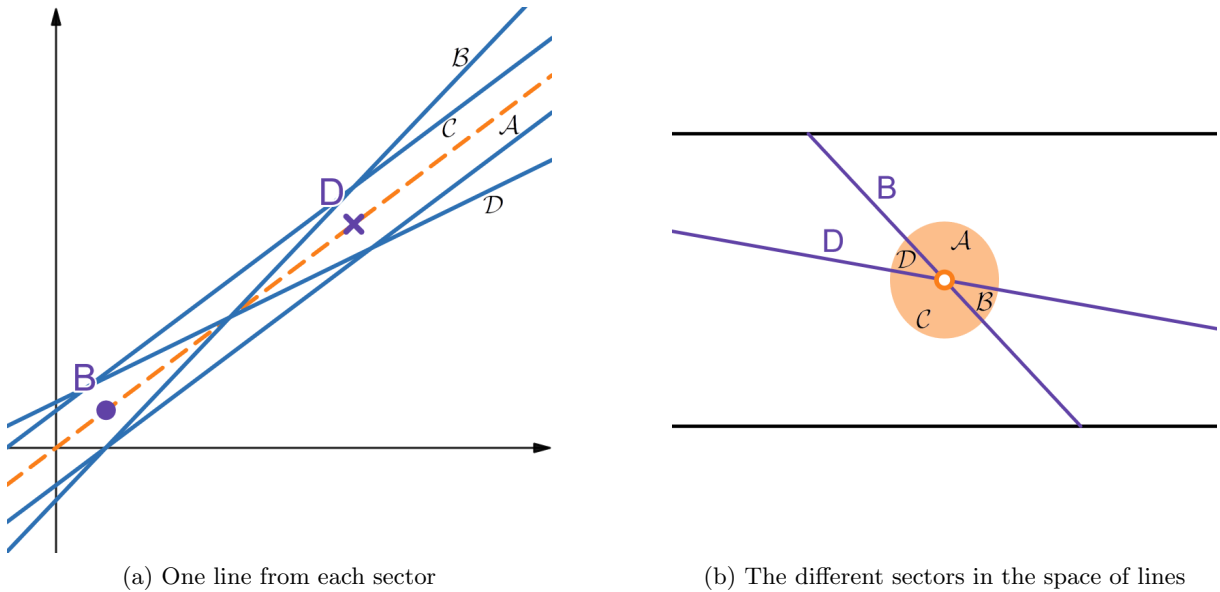 ℬ
𝒞
𝒜
D
𝒟
B
(a) One line from each sector
B
D
𝒜
𝒟
ℬ
𝒞
(b) The different sectors in the space of lines